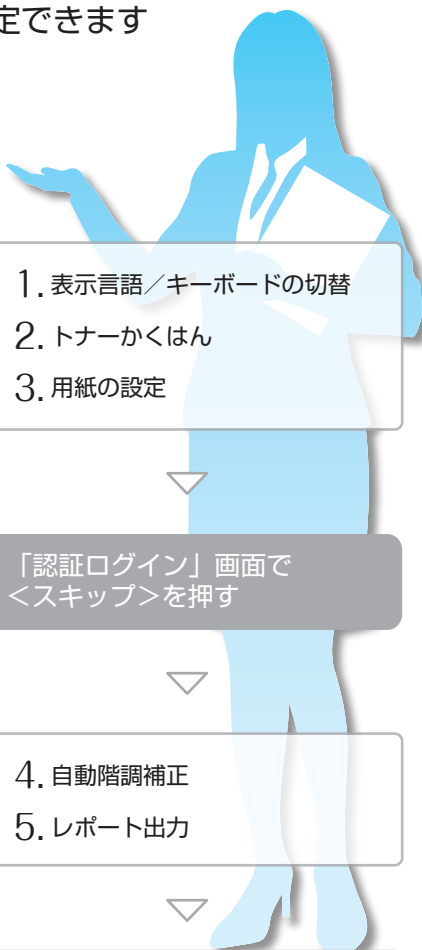 定できます
1. 表示言語／キーボードの切替
2. トナーかくはん
3. 用紙の設定
「認証ログイン」画面で
＜スキップ＞を押す
4. 自動階調補正
5. レポート出力